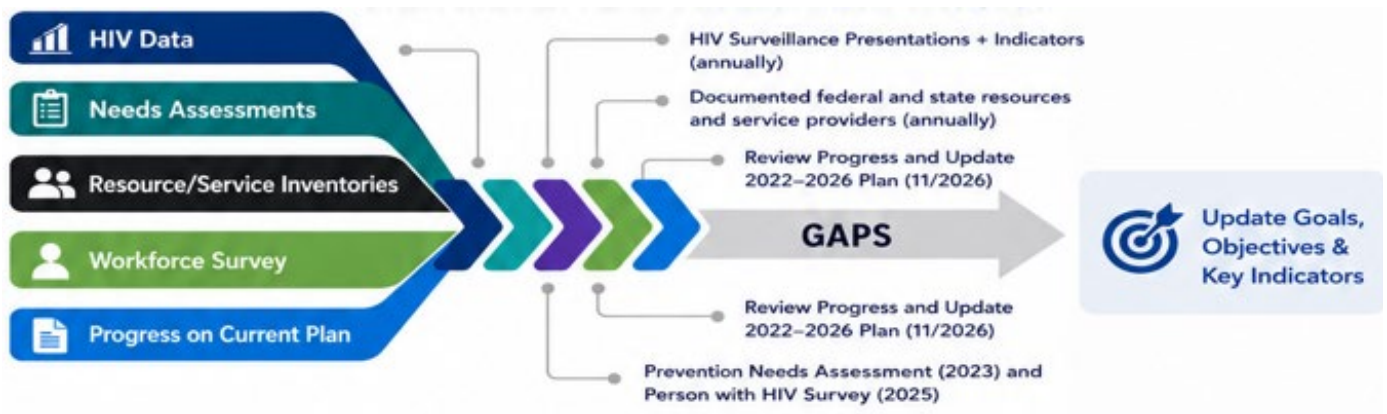 HIV Data
Needs Assessments
Resource/Service Inventories
Workforce Survey
Progress on Current Plan
HIV Surveillance Presentations + Indicators
(annually)
Documented federal and state resources
and service providers (annually)
Review Progress and Update
2022–2026 Plan (11/2026)
GAPS
Review Progress and Update
2022–2026 Plan (11/2026)
Prevention Needs Assessment (2023) and
Person with HIV Survey (2025)
Update Goals,
Objectives &
Key Indicators